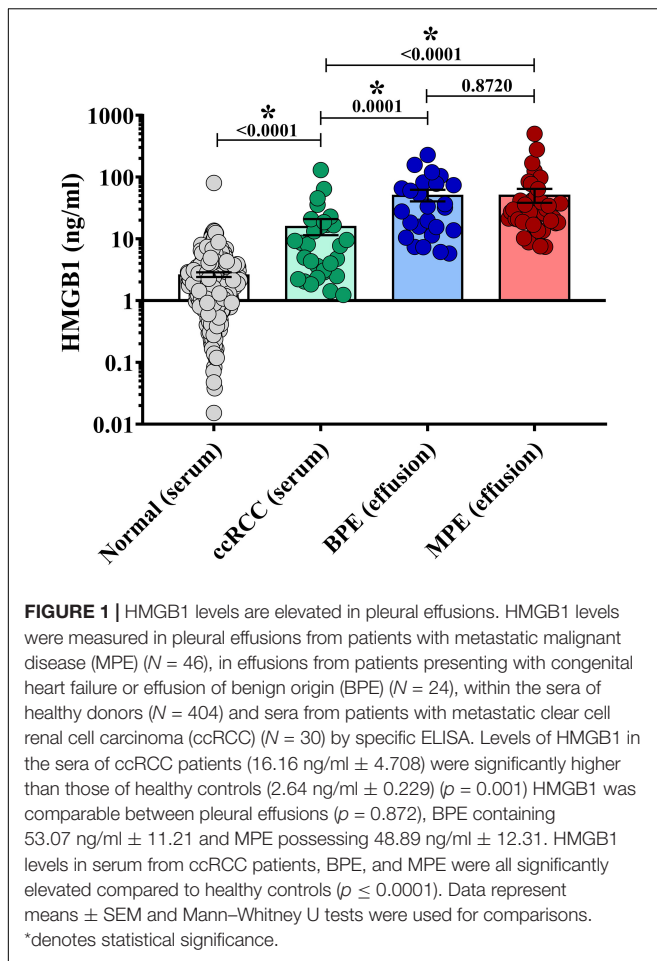 *
<0.0001
*
0.8720
*
0.0001
<0.0001
1000
100
10
1
0.1
0.01
HMGB1 (ng/ml)
Normal (serum)
ccRCC (serum)
BPE (effusion)
MPE (effusion)
FIGURE 1 | HMGB1 levels are elevated in pleural effusions. HMGB1 levels
were measured in pleural effusions from patients with metastatic malignant
disease (MPE) (N = 46), in effusions from patients presenting with congenital
heart failure or effusion of benign origin (BPE) (N = 24), within the sera of
healthy donors (N = 404) and sera from patients with metastatic clear cell
renal cell carcinoma (ccRCC) (N = 30) by specific ELISA. Levels of HMGB1 in
the sera of ccRCC patients (16.16 ng/ml ± 4.708) were significantly higher
than those of healthy controls (2.64 ng/ml ± 0.229) (p = 0.001) HMGB1 was
comparable between pleural effusions (p = 0.872), BPE containing
53.07 ng/ml ± 11.21 and MPE possessing 48.89 ng/ml ± 12.31. HMGB1
levels in serum from ccRCC patients, BPE, and MPE were all significantly
elevated compared to healthy controls (p ≤ 0.0001). Data represent
means ± SEM and Mann–Whitney U tests were used for comparisons.
*denotes statistical significance.